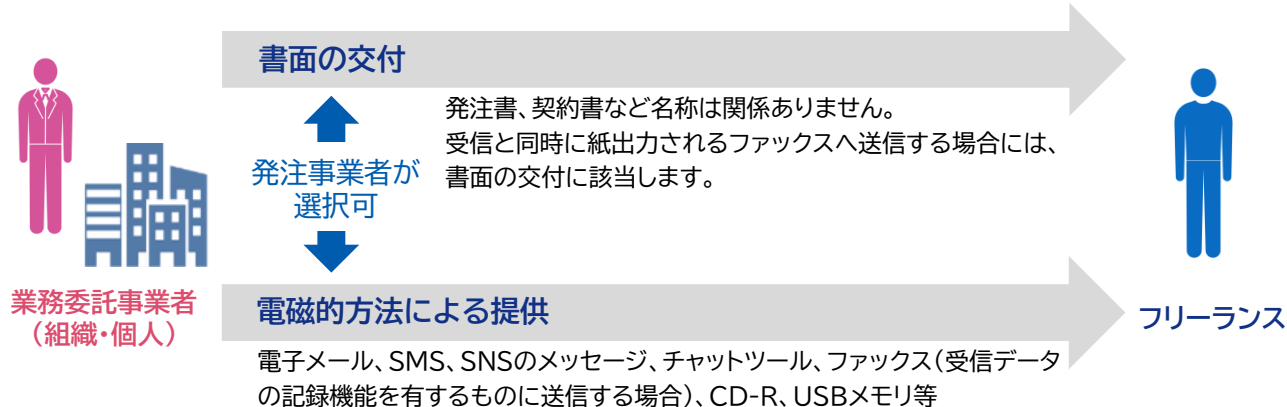 書面の交付
発注書、契約書など名称は関係ありません。
受信と同時に紙出力されるファックスへ送信する場合には、
書面の交付に該当します。
発注事業者が
選択可
業務委託事業者
（組織・個人）
電磁的方法による提供
フリーランス
電子メール、SMS、SNSのメッセージ、チャットツール、ファックス（受信データ
の記録機能を有するものに送信する場合）、CD-R、USBメモリ等